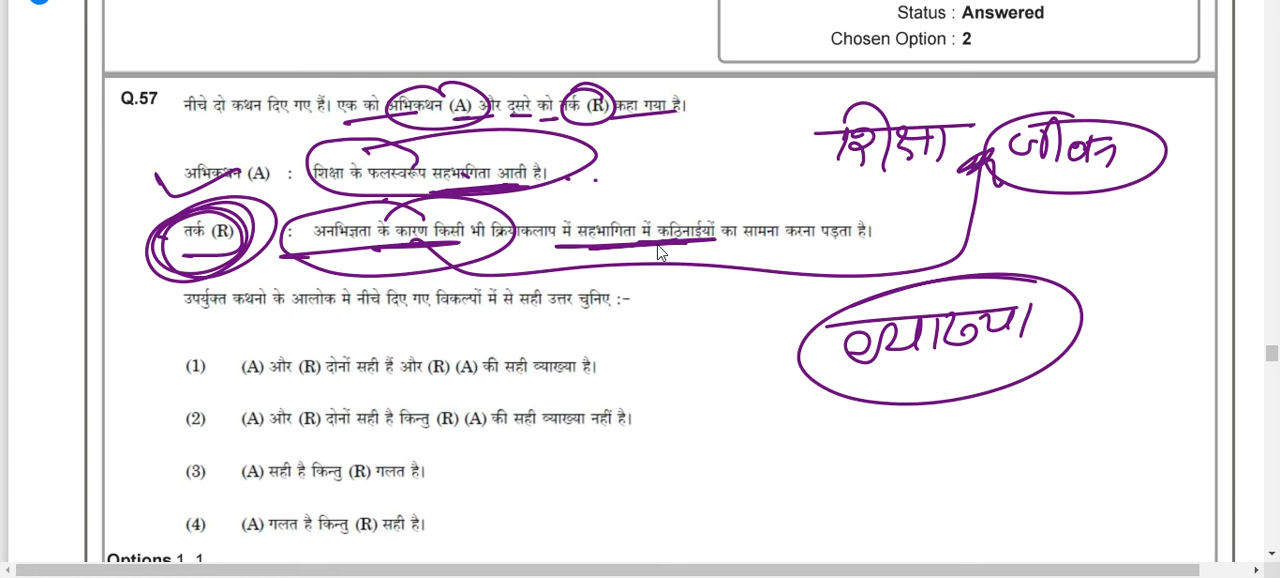 Status : Answered
Chosen Option : 2
Q.57 नीचे दो कथन दिए गए हैं। एक को अभिकथन (A) और दुसरे को तर्क (R) कहा गया है।
शिक्षा
अभिकथन (A) : शिक्षा के फलस्वरूप सहभागिता आती है।
तर्क (R) : अनभिज्ञता के कारण किसी भी क्रियाकलाप में सहभागिता में कठिनाईयों का सामना करना पड़ता है।
उपर्युक्त कथनो के आलोक मे नीचे दिए गए विकल्पों में से सही उत्तर चुनिए :-
व्याख्या
(1) (A) और (R) दोनों सही हैं और (R) (A) की सही व्याख्या है।
(2) (A) और (R) दोनों सही है किन्तु (R) (A) की सही व्याख्या नहीं है।
(3) (A) सही है किन्तु (R) गलत है।
(4) (A) गलत है किन्तु (R) सही है।
Options 1. 1